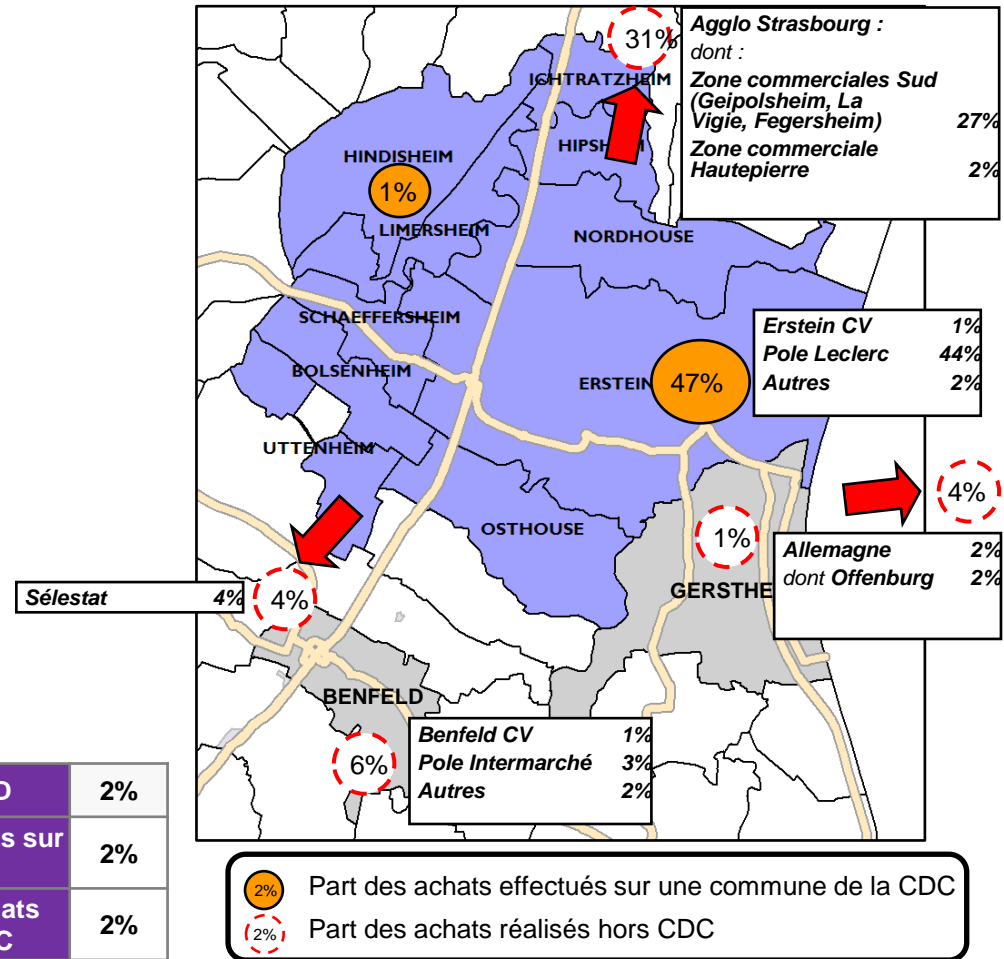 Agglo Strasbourg :
dont :
Zone commerciales Sud
(Geipolsheim, La
Vigie, Fegersheim) 27%
Zone commerciale
Hautepierre 2%
31%
ICHTRATZHEIM
HIPSHEIM
HINDISHEIM
1%
LIMERSHEIM
NORDHOUSE
SCHAEFFERSHEIM
BOLSENHEIM
ERSTEIN
47%
Erstein CV 1%
Pole Leclerc 44%
Autres 2%
UTTENHEIM
OSTHOUSE
4%
1%
GERSTHE
Allemagne 2%
dont Offenburg 2%
Sélestat 4%
4%
BENFELD
6%
Benfeld CV 1%
Pole Intermarché 3%
Autres 2%
D 2%
s sur 2%
ats
C 2%
2% Part des achats effectués sur une commune de la CDC
2% Part des achats réalisés hors CDC